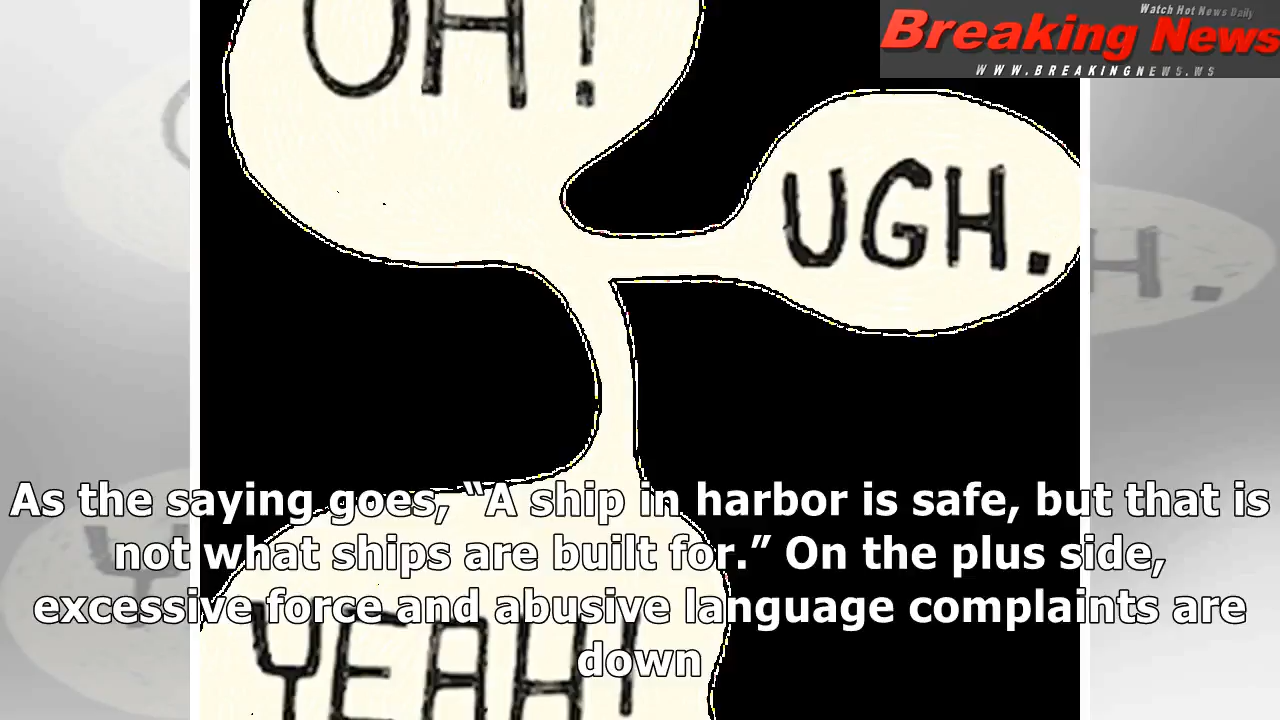 OH!
Watch Hot News Daily
Breaking News
WWW.BREAKINGNEWS.WS
UGH.
H.
As the saying goes, “A ship in harbor is safe, but that is
not what ships are built for.” On the plus side,
excessive force and abusive language complaints are
down
YEAH!